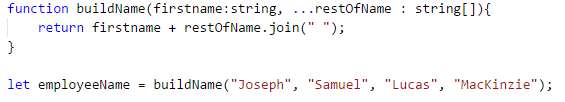 function buildName(firstname:string, ...restOfName : string[]){
    return firstname + restOfName.join(" ");
}
let employeeName = buildName("Joseph", "Samuel", "Lucas", "MacKinzie");